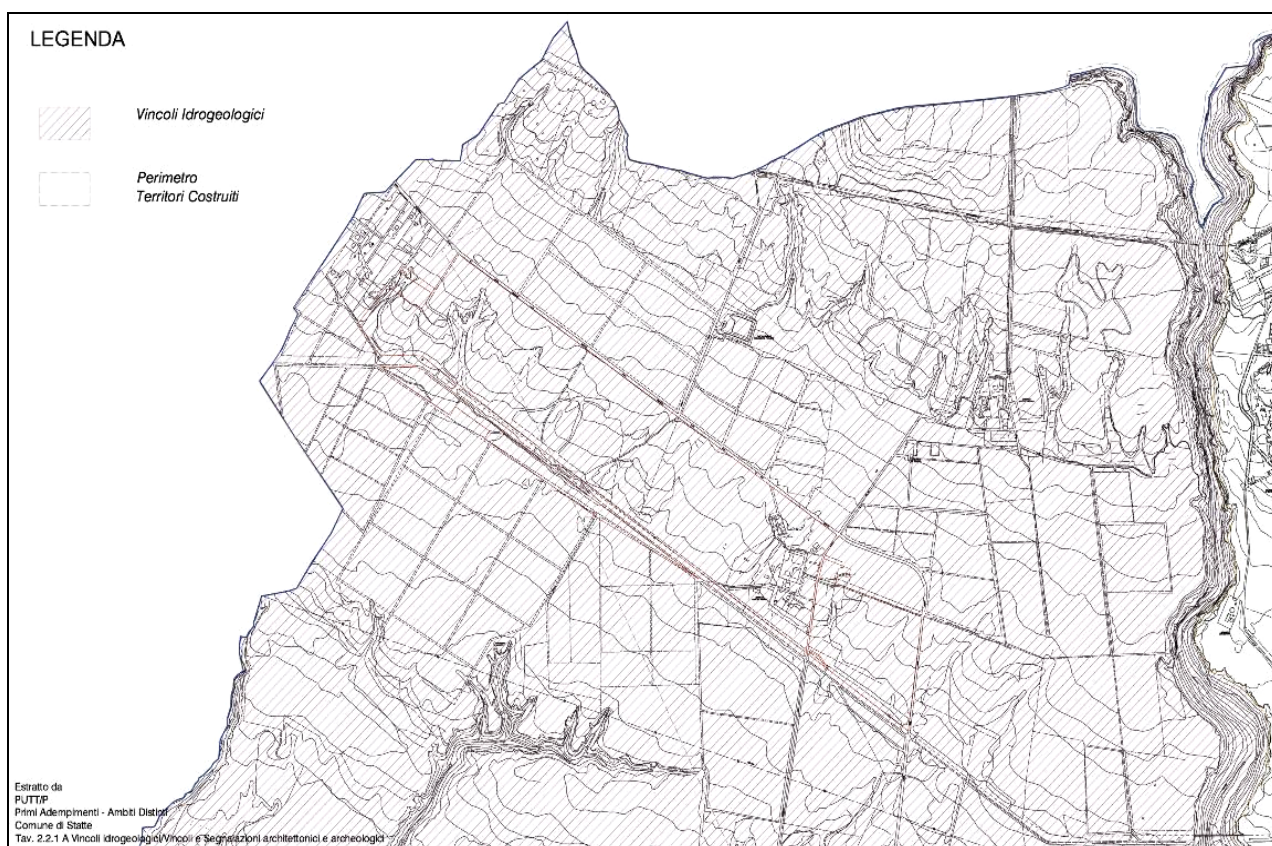 LEGENDA
Vincoli Idrogeologici
Perimetro
Territori Costruiti
Estratto da
PUTT/P
Primi Adempimenti - Ambiti Distinti
Comune di Statte
Tav. 2.2.1 A Vincoli idrogeologici/Vincoli e Segnalazioni architettonici e archeologici